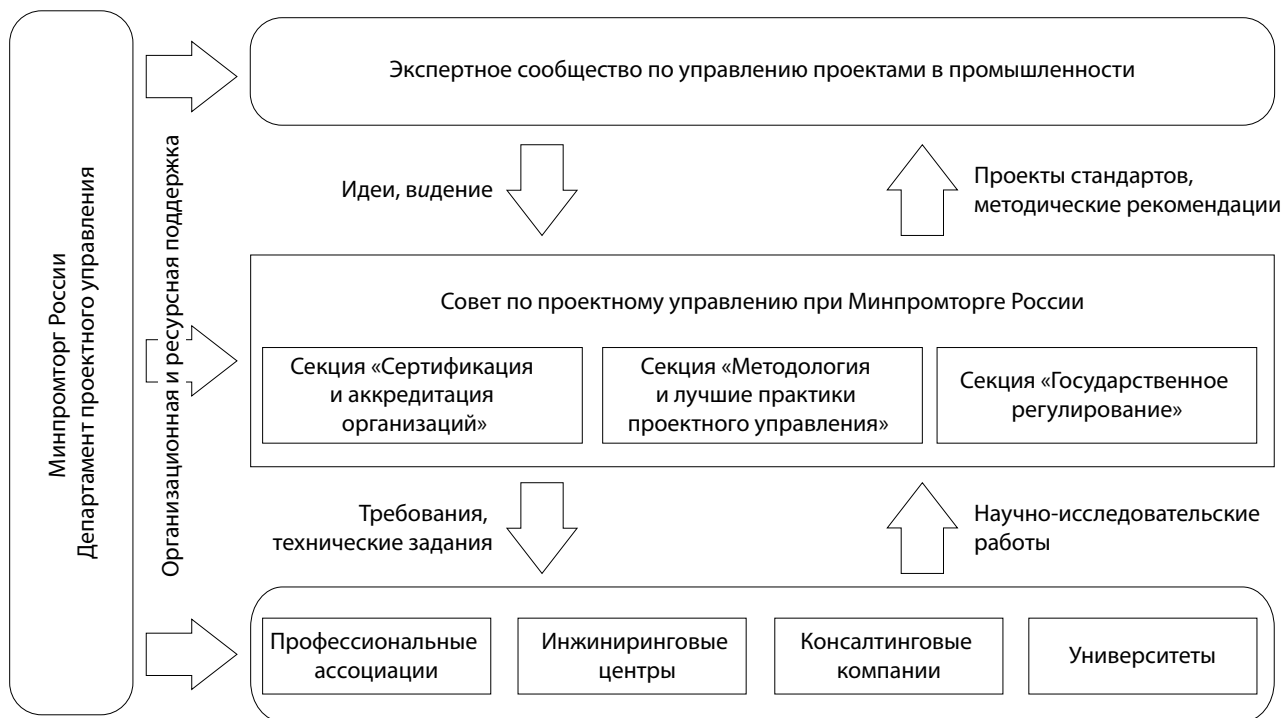 Минпромторг России
Департамент проектного управления
Организационная и ресурсная поддержка
Экспертное сообщество по управлению проектами в промышленности
Идеи, видение
Проекты стандартов,
методические рекомендации
Совет по проектному управлению при Минпромторге России
Секция «Сертификация
и аккредитация
организаций»
Секция «Методология
и лучшие практики
проектного управления»
Секция «Государственное
регулирование»
Требования,
технические задания
Научно-исследовательские
работы
Профессиональные
ассоциации
Инжиниринговые
центры
Консалтинговые
компании
Университеты